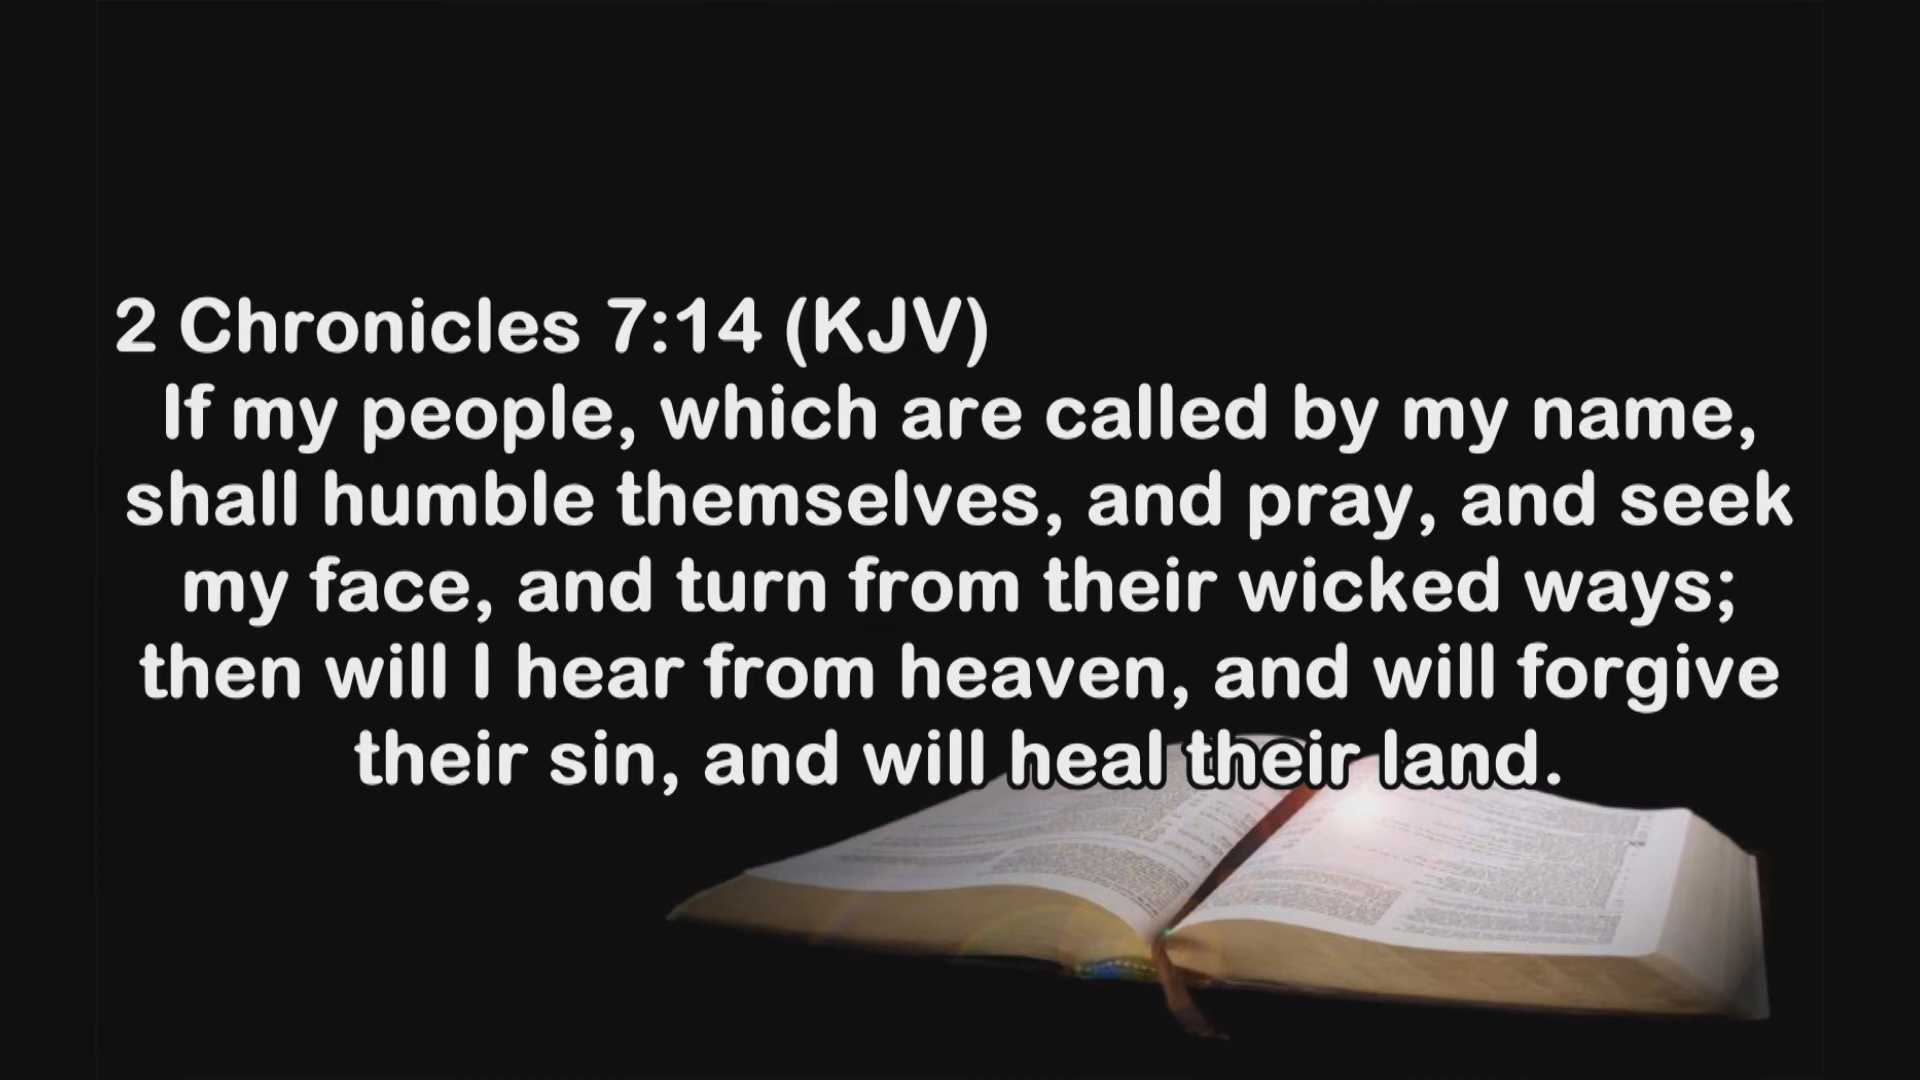 2 Chronicles 7:14 (KJV)
If my people, which are called by my name,
shall humble themselves, and pray, and seek
my face, and turn from their wicked ways;
then will I hear from heaven, and will forgive
their sin, and will heal their land.